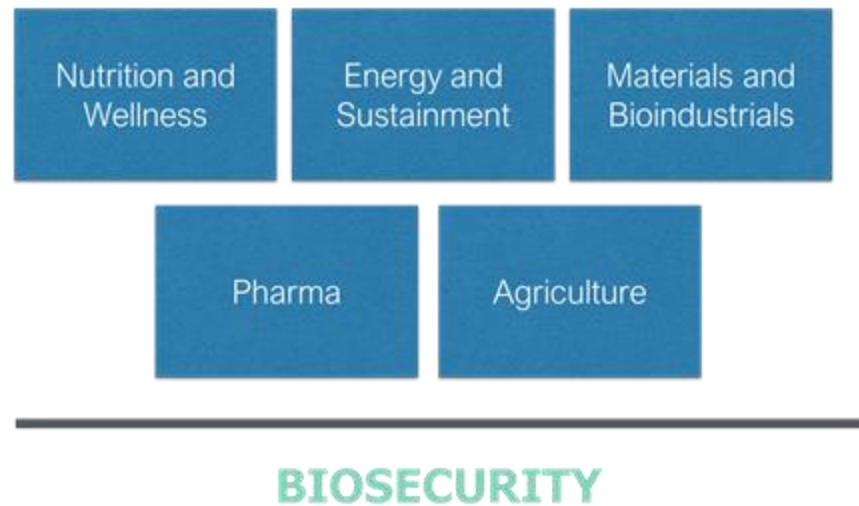 Nutrition and
Wellness
Energy and
Sustainment
Materials and
Bioindustrials
Pharma
Agriculture
BIOSECURITY